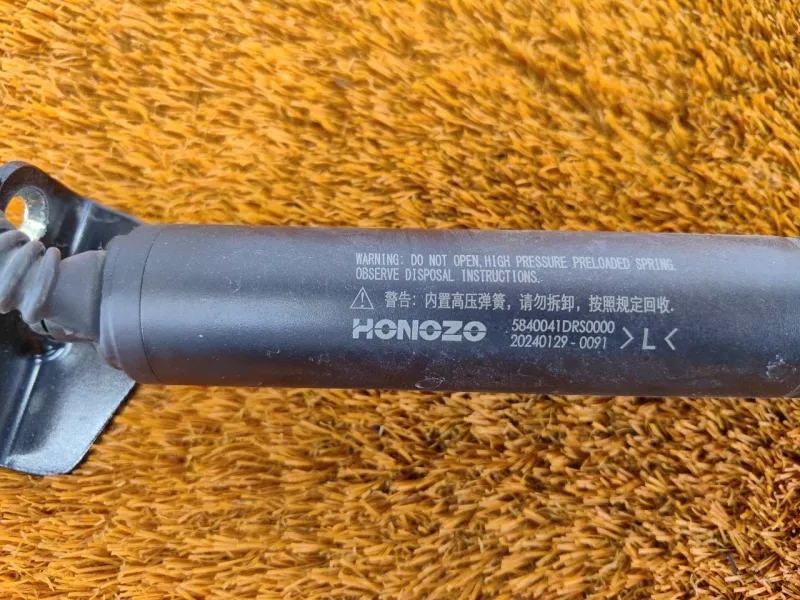 WARNING: DO NOT OPEN,HIGH PRESSURE PRELOADED SPRING.
OBSERVE DISPOSAL INSTRUCTIONS.
警告: 内置高压弹簧，请勿拆卸，按照规定回收.
HONOZO 5840041DRS0000
20240129 - 0091 >L<